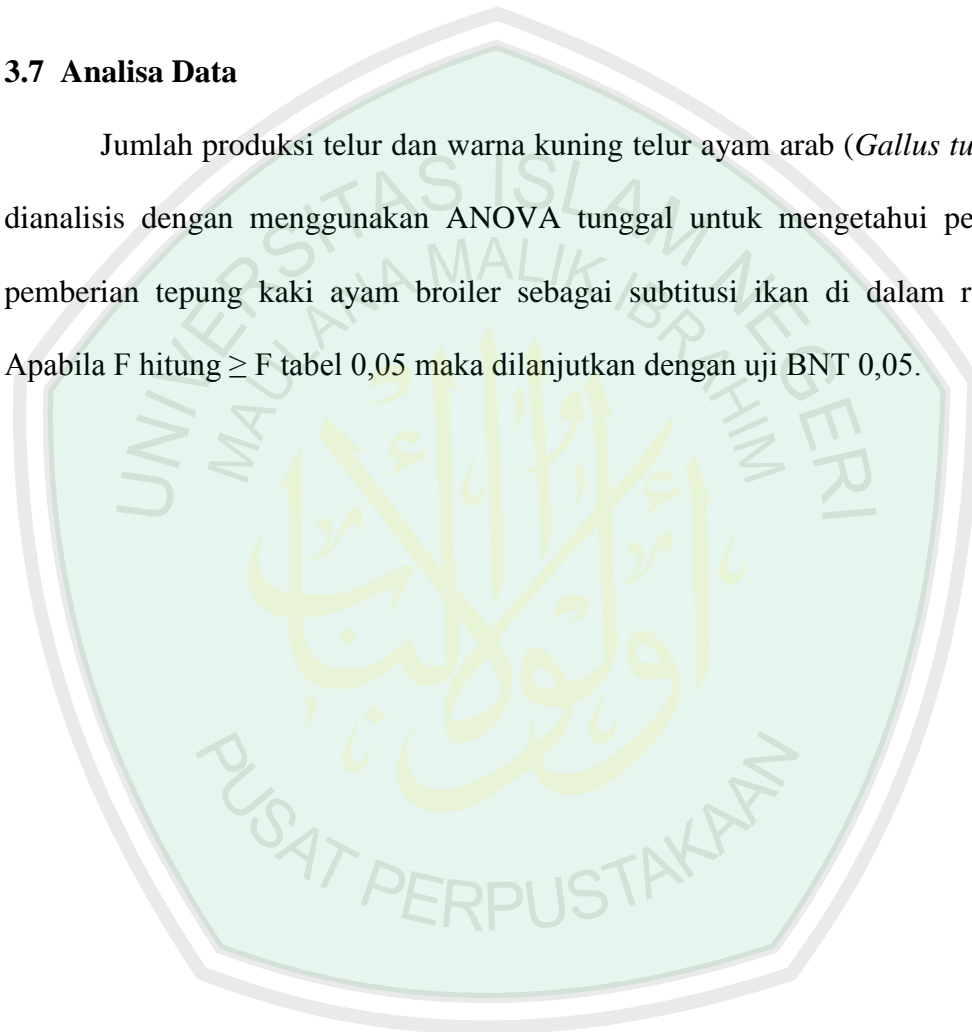 3.7 Analisa Data
Jumlah produksi telur dan warna kuning telur ayam arab (Gallus tu
dianalisis dengan menggunakan ANOVA tunggal untuk mengetahui pe
pemberian tepung kaki ayam broiler sebagai subtitusi ikan di dalam r
Apabila F hitung ≥ F tabel 0,05 maka dilanjutkan dengan uji BNT 0,05.
UNIVERSITAS ISLAM NEGERI
MAULANA MALIK IBRAHIM
PUSAT PERPUSTAKAAN